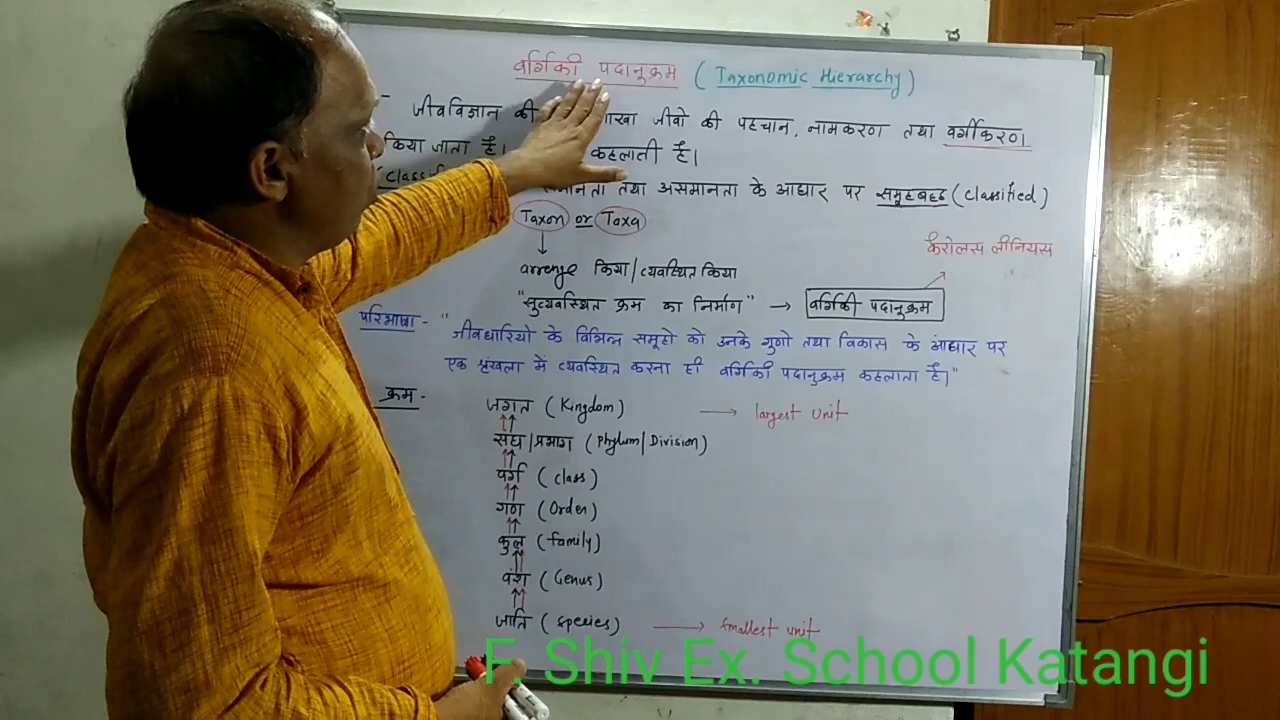 वर्गिकी पदानुक्रम ( Taxonomic Hierarchy )
- जीवविज्ञान की जीवो की पहचान, नामकरण तथा वर्गीकरण
किया जाता है। कहलाती है।
तथा असमानता के आधार पर समूहबद्ध (Classified)
Taxon or Taxa
कैरोलस लीनियस
arrenge किया/व्यवस्थित किया
"सुव्यवस्थित क्रम का निर्माण" → वर्गिकी पदानुक्रम
परिभाषा - "जीवधारियो के विभिन्न समूहो को उनके गुणो तथा विकास के आधार पर
एक श्रृंखला में व्यवस्थित करना ही वर्गिकी पदानुक्रम कहलाता है।"
क्रम - जगत (Kingdom) → largest unit
संघ/प्रभाग (Phylum/Division)
वर्ग (Class)
गण (Order)
कुल (family)
वंश (Genus)
जाति (Species) → Smallest unit
F. Shiv Ex. School Katangi